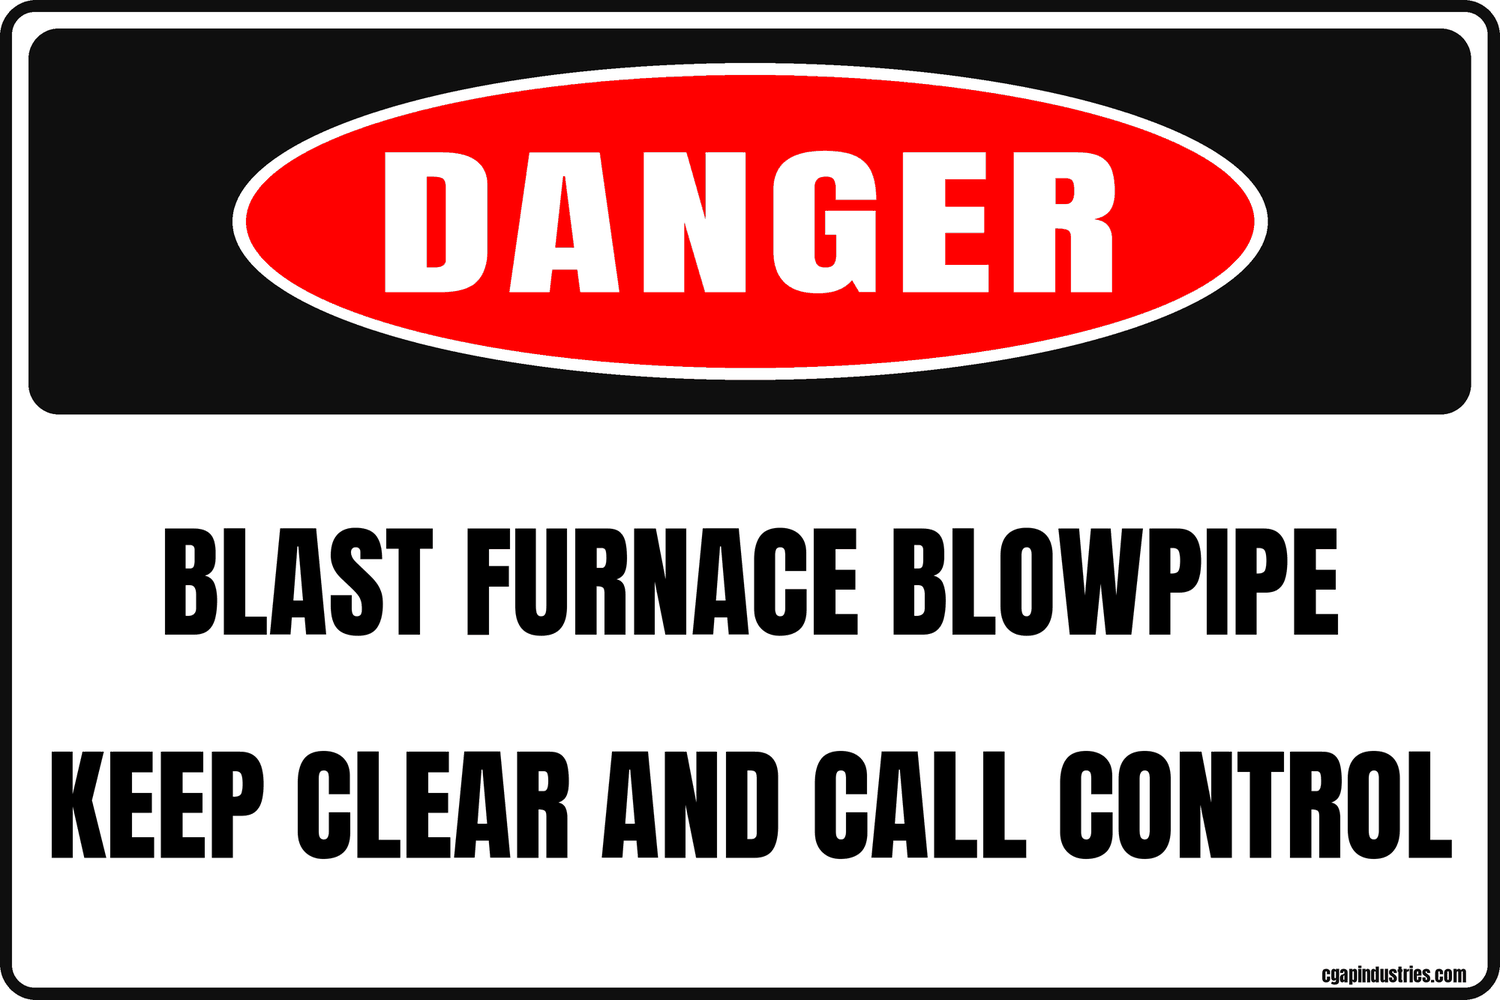 DANGER
BLAST FURNACE BLOWPIPE
KEEP CLEAR AND CALL CONTROL
cgapindustries.com